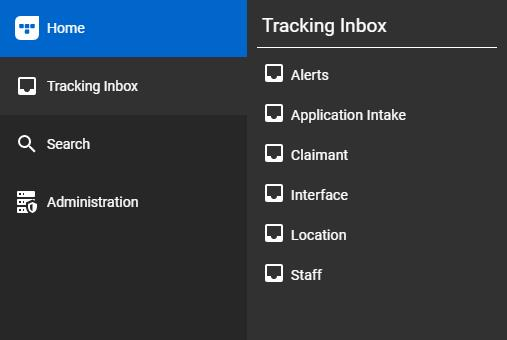 Home
Tracking Inbox
Search
Administration
Tracking Inbox
Alerts
Application Intake
Claimant
Interface
Location
Staff